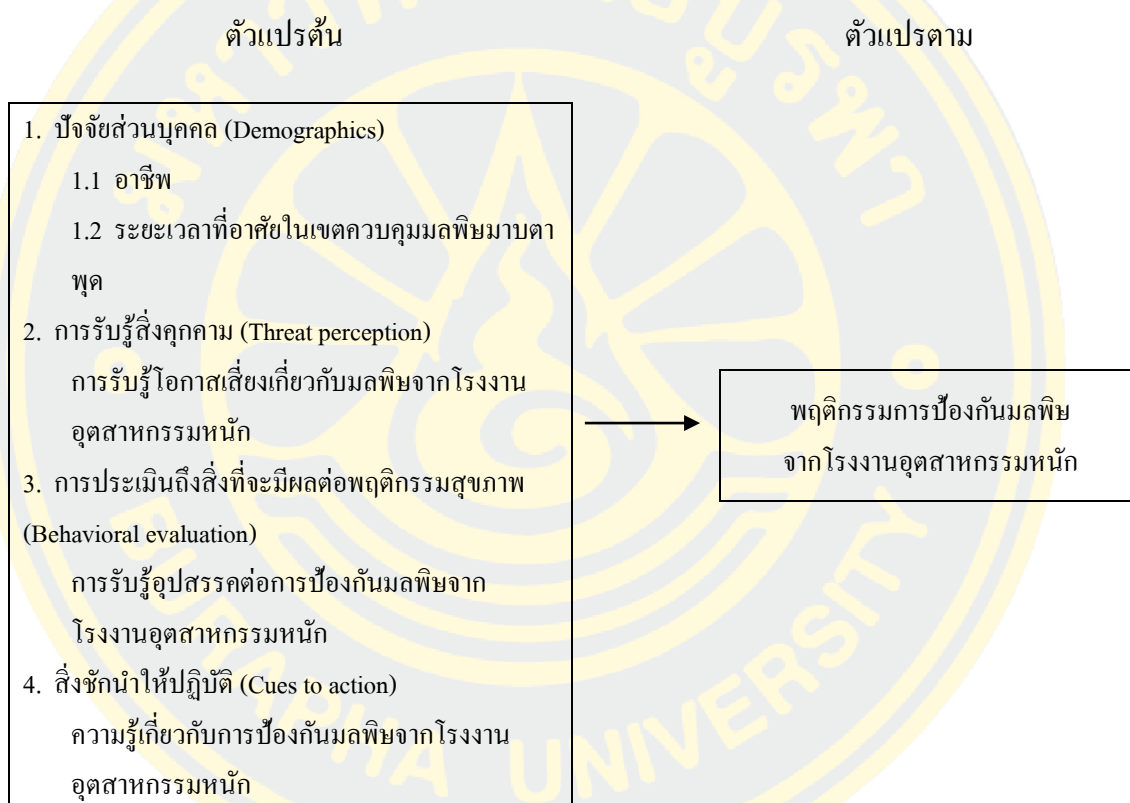 ตัวแปรต้น ตัวแปรตาม
1. ปัจจัยส่วนบุคคล (Demographics)
1.1 อาชีพ
1.2 ระยะเวลาที่อาศัยในเขตควบคุมมลพิษมาบตา
พุด
2. การรับรู้สิ่งคุกคาม (Threat perception)
การรับรู้โอกาสเสี่ยงเกี่ยวกับมลพิษจากโรงงาน
อุตสาหกรรมหนัก
3. การประเมินถึงสิ่งที่จะมีผลต่อพฤติกรรมสุขภาพ
(Behavioral evaluation)
การรับรู้อุปสรรคต่อการป้องกันมลพิษจาก
โรงงานอุตสาหกรรมหนัก
4. สิ่งชักนำให้ปฏิบัติ (Cues to action)
ความรู้เกี่ยวกับการป้องกันมลพิษจากโรงงาน
อุตสาหกรรมหนัก
พฤติกรรมการป้องกันมลพิษ
จากโรงงานอุตสาหกรรมหนัก
BURAPHA UNIVERSITY